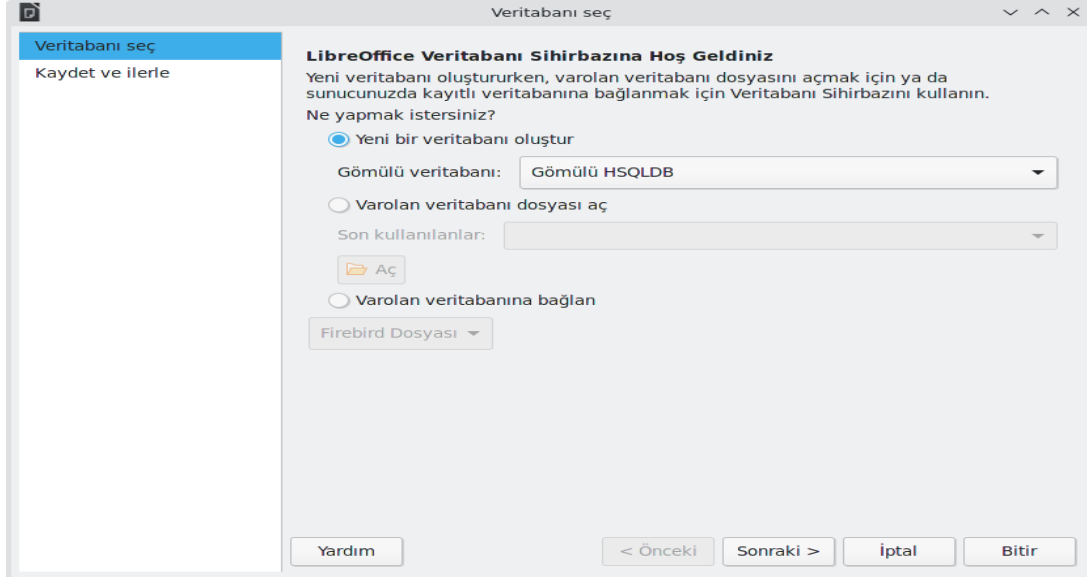 Veritabanı seç
Veritabanı seç
Kaydet ve ilerle
LibreOffice Veritabanı Sihirbazına Hoş Geldiniz
Yeni veritabanı oluştururken, varolan veritabanı dosyasını açmak için ya da
sunucunuzda kayıtlı veritabanına bağlanmak için Veritabanı Sihirbazını kullanın.
Ne yapmak istersiniz?
Yeni bir veritabanı oluştur
Gömülü veritabanı: Gömülü HSQLDB
Varolan veritabanı dosyası aç
Son kullanılanlar:
Aç
Varolan veritabanına bağlan
Firebird Dosyası
Yardım < Önceki Sonraki > İptal Bitir